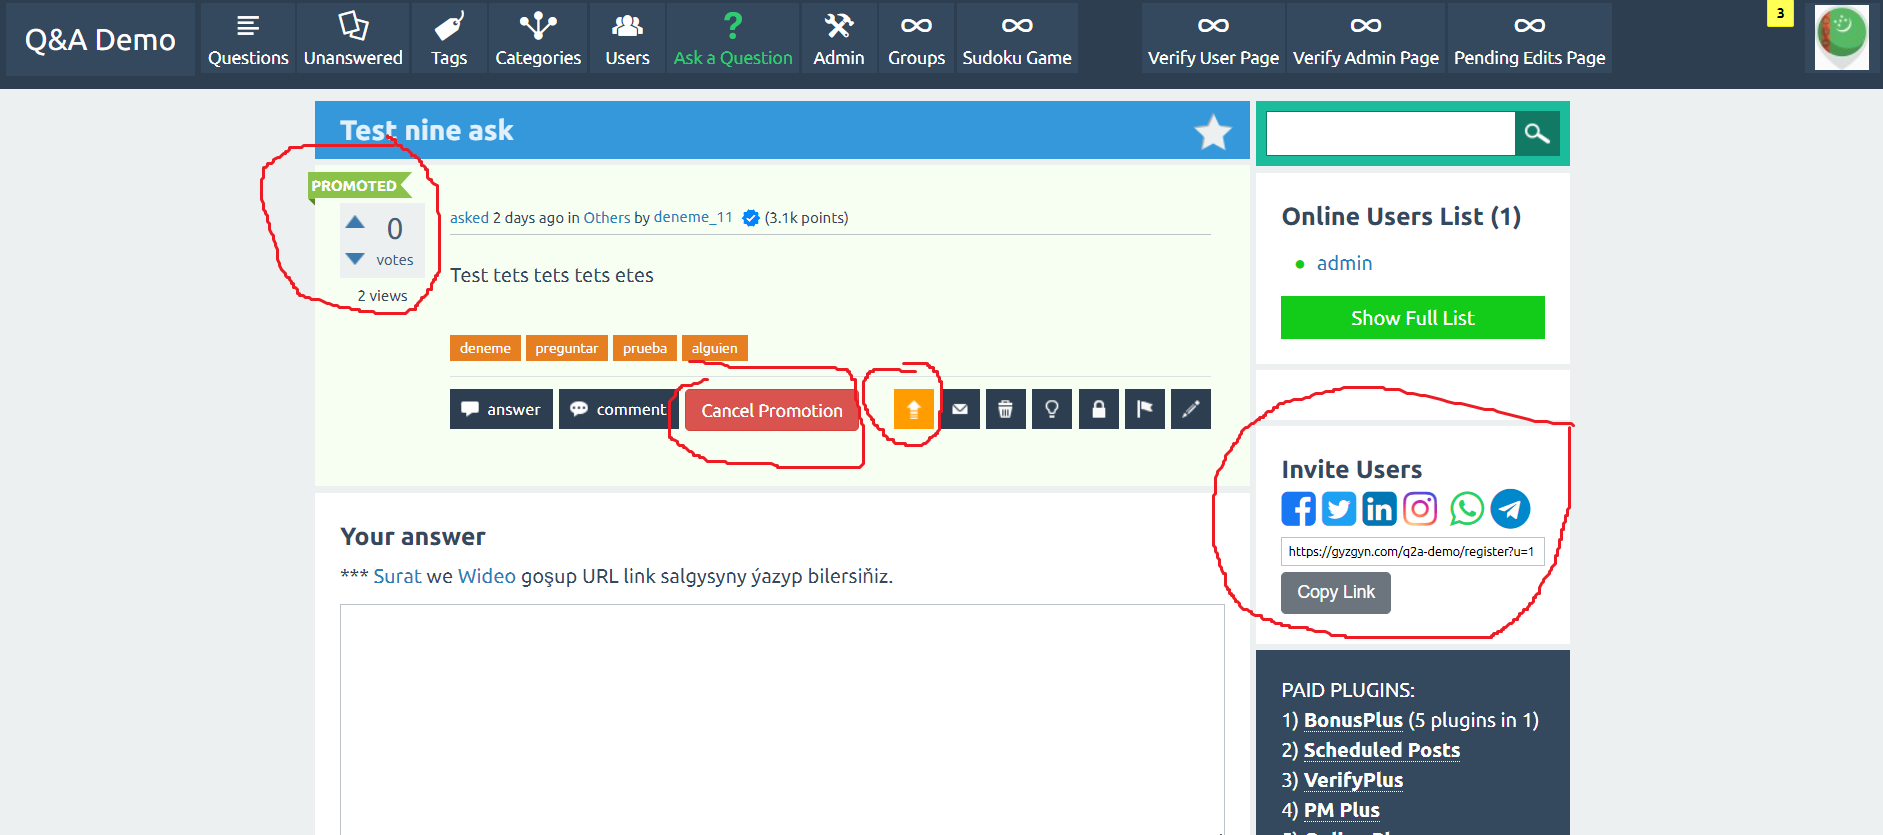 Q&A Demo
Questions
Unanswered
Tags
Categories
Users
Ask a Question
Admin
Groups
Sudoku Game
Verify User Page
Verify Admin Page
Pending Edits Page
3
Test nine ask
PROMOTED
0
votes
2 views
asked 2 days ago in Others by deneme_11 (3.1k points)
Test tets tets tets etes
deneme preguntar prueba alguien
answer comment Cancel Promotion
Your answer
*** Surat we Wideo goşup URL link salgysyny ýazyp bilersiňiz.
Online Users List (1)
admin
Show Full List
Invite Users
https://gyzgyn.com/q2a-demo/register?u=1
Copy Link
PAID PLUGINS:
1) BonusPlus (5 plugins in 1)
2) Scheduled Posts
3) VerifyPlus
4) PM Plus